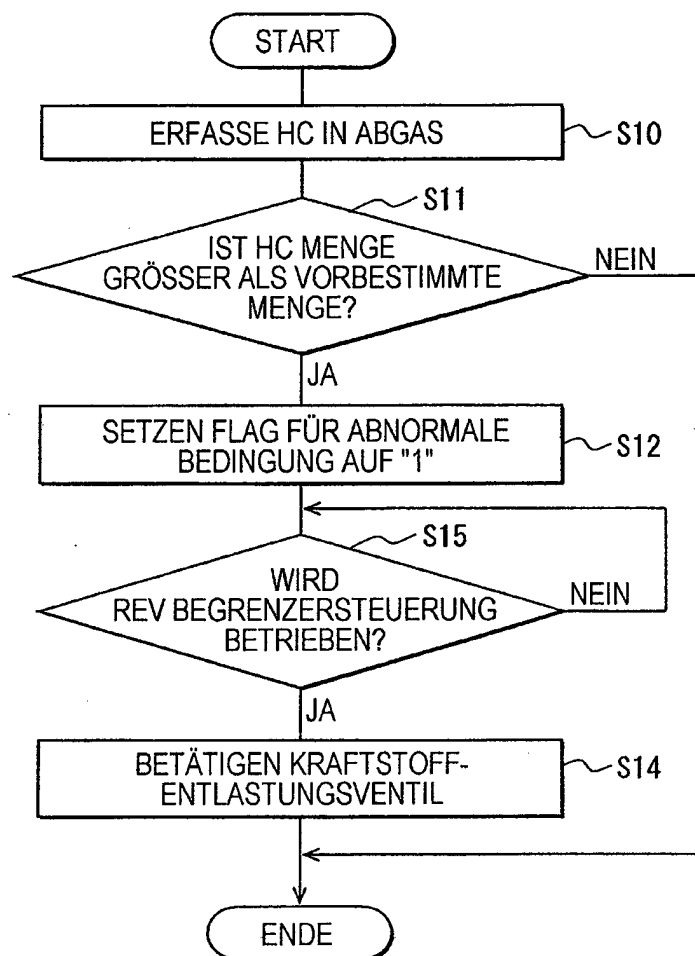 START
ERFASSE HC IN ABGAS
S10
S11
IST HC MENGE
GRÖSSER ALS VORBESTIMMTE
MENGE?
NEIN
JA
SETZEN FLAG FÜR ABNORMALE
BEDINGUNG AUF "1"
S12
S15
WIRD
REV BEGRENZERSTEUERUNG
BETRIEBEN?
NEIN
JA
BETÄTIGEN KRAFTSTOFF-
ENTLASTUNGSVENTIL
S14
ENDE